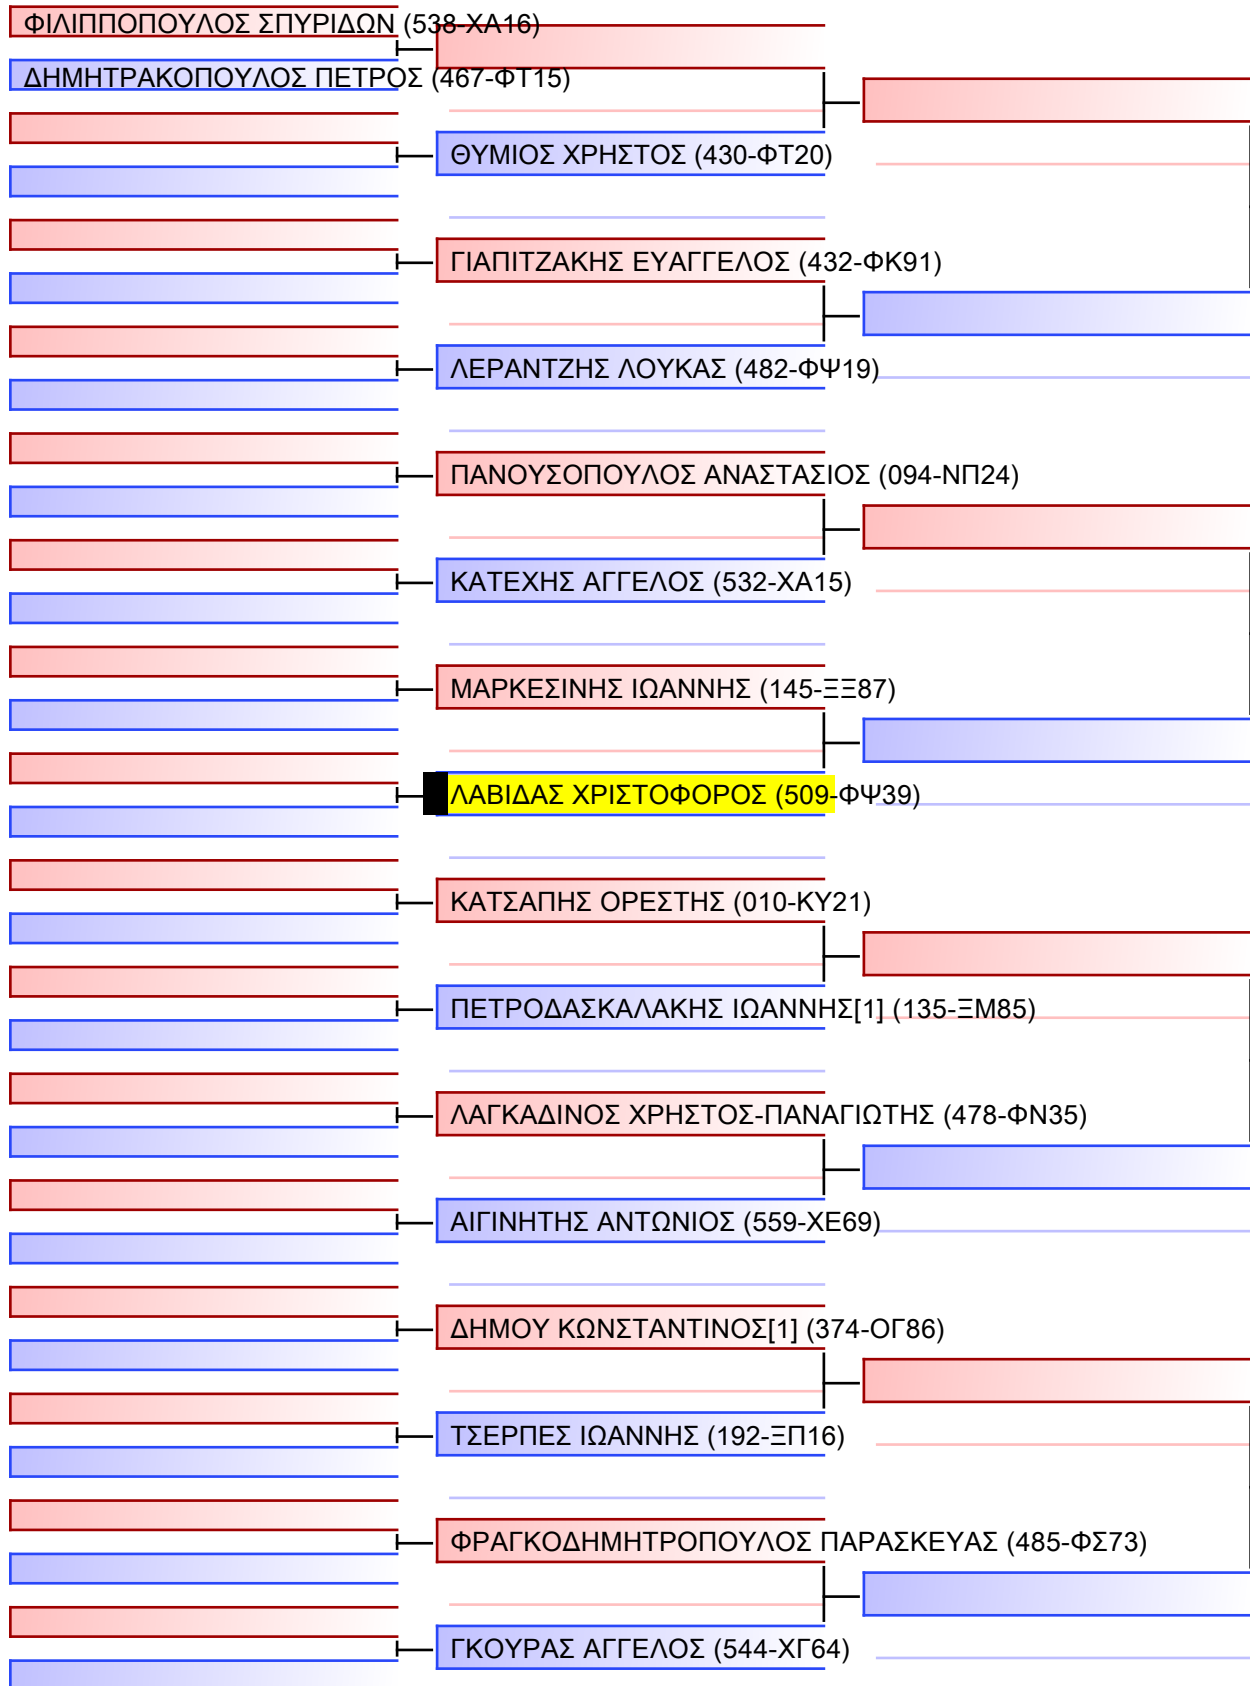 ΦΙΛΙΠΠΟΠΟΥΛΟΣ ΣΠΥΡΙΔΩΝ (538-ΧΑ16)
ΔΗΜΗΤΡΑΚΟΠΟΥΛΟΣ ΠΕΤΡΟΣ (467-ΦΤ15)
ΘΥΜΙΟΣ ΧΡΗΣΤΟΣ (430-ΦΤ20)
ΓΙΑΠΙΤΖΑΚΗΣ ΕΥΑΓΓΕΛΟΣ (432-ΦΚ91)
ΛΕΡΑΝΤΖΗΣ ΛΟΥΚΑΣ (482-ΦΨ19)
ΠΑΝΟΥΣΟΠΟΥΛΟΣ ΑΝΑΣΤΑΣΙΟΣ (094-ΝΠ24)
ΚΑΤΕΧΗΣ ΑΓΓΕΛΟΣ (532-ΧΑ15)
ΜΑΡΚΕΣΙΝΗΣ ΙΩΑΝΝΗΣ (145-ΞΞ87)
ΛΑΒΙΔΑΣ ΧΡΙΣΤΟΦΟΡΟΣ (509-ΦΨ39)
ΚΑΤΣΑΠΗΣ ΟΡΕΣΤΗΣ (010-ΚΥ21)
ΠΕΤΡΟΔΑΣΚΑΛΑΚΗΣ ΙΩΑΝΝΗΣ[1] (135-ΞΜ85)
ΛΑΓΚΑΔΙΝΟΣ ΧΡΗΣΤΟΣ-ΠΑΝΑΓΙΩΤΗΣ (478-ΦΝ35)
ΑΙΓΙΝΗΤΗΣ ΑΝΤΩΝΙΟΣ (559-ΧΕ69)
ΔΗΜΟΥ ΚΩΝΣΤΑΝΤΙΝΟΣ[1] (374-ΟΓ86)
ΤΣΕΡΠΕΣ ΙΩΑΝΝΗΣ (192-ΞΠ16)
ΦΡΑΓΚΟΔΗΜΗΤΡΟΠΟΥΛΟΣ ΠΑΡΑΣΚΕΥΑΣ (485-ΦΣ73)
ΓΚΟΥΡΑΣ ΑΓΓΕΛΟΣ (544-ΧΓ64)